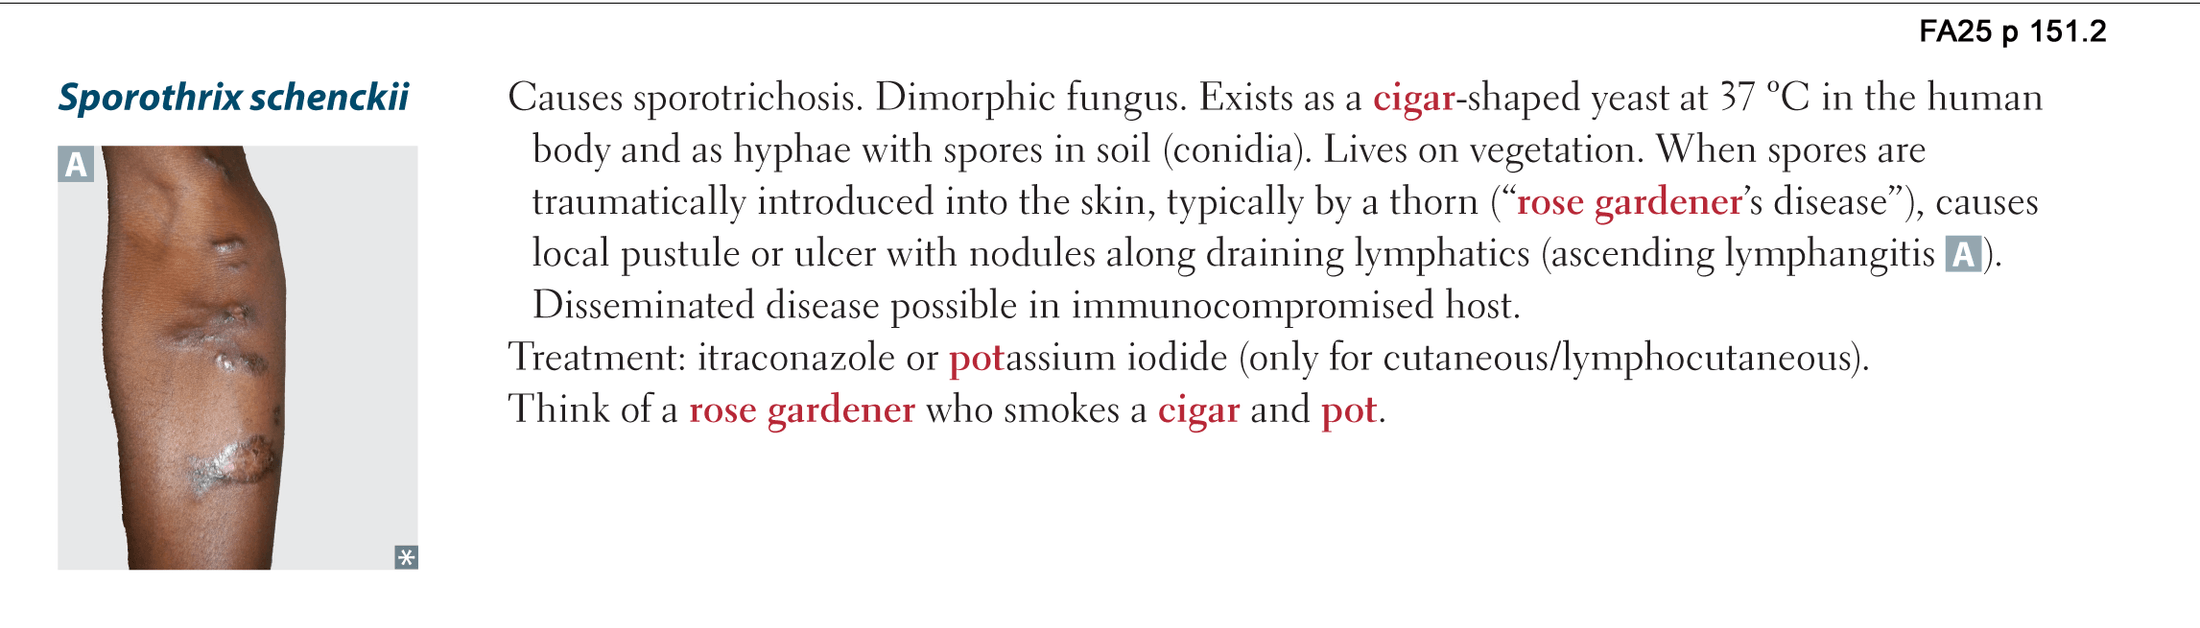 FA25 p 151.2
Sporothrix schenckii
A
*
Causes sporotrichosis. Dimorphic fungus. Exists as a cigar-shaped yeast at 37 ºC in the human
body and as hyphae with spores in soil (conidia). Lives on vegetation. When spores are
traumatically introduced into the skin, typically by a thorn (“rose gardener’s disease”), causes
local pustule or ulcer with nodules along draining lymphatics (ascending lymphangitis A).
Disseminated disease possible in immunocompromised host.
Treatment: itraconazole or potassium iodide (only for cutaneous/lymphocutaneous).
Think of a rose gardener who smokes a cigar and pot.